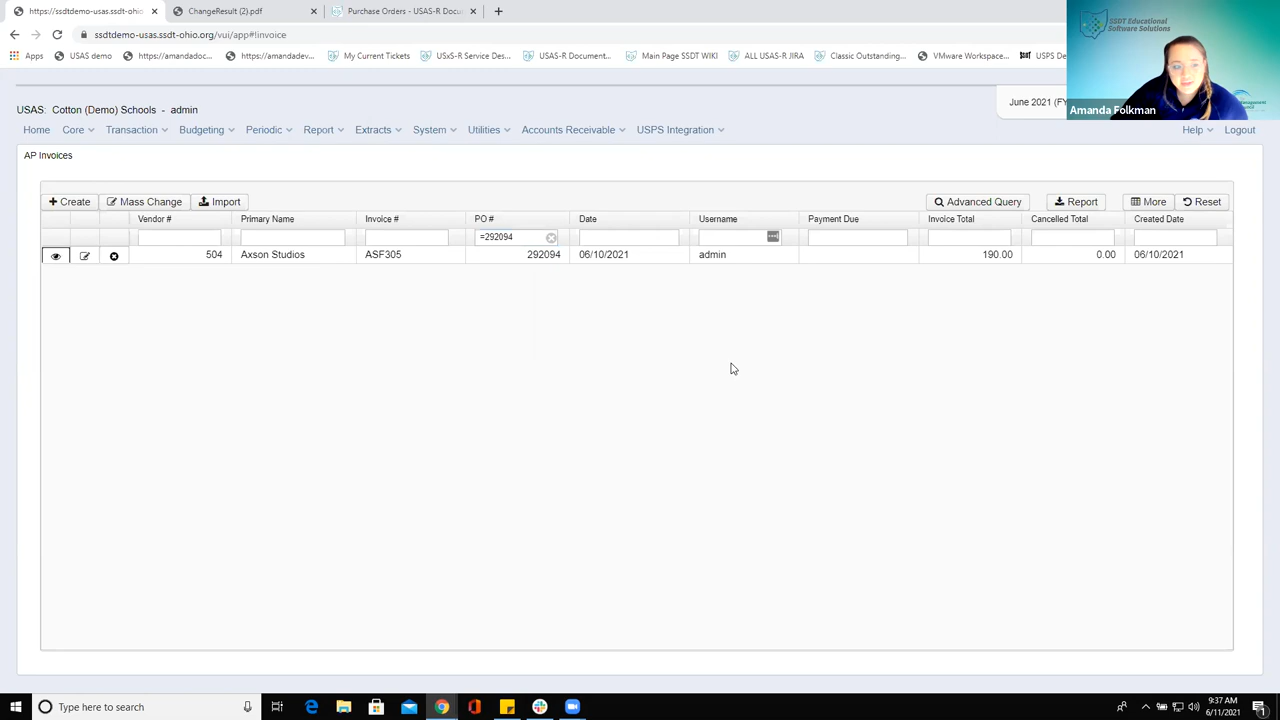 https://ssdtdemo-usas.ssdt-ohio
ChangeResult (2).pdf
Purchase Orders - USAS-R Docu
ssdtdemo-usas.ssdt-ohio.org/vui/app#!invoice
Apps
USAS demo
https://amandadoc...
https://amandadev...
My Current Tickets
USxS-R Service Des...
USAS-R Document...
Main Page SSDT WIKI
ALL USAS-R JIRA
Classic Outstanding...
VMware Workspace...
USPS De
SSDT Educational
Software Solutions
Amanda Folkman
USAS: Cotton (Demo) Schools - admin
June 2021 (FY
Home Core Transaction Budgeting Periodic Report Extracts System Utilities Accounts Receivable USPS Integration Help Logout
AP Invoices
Create Mass Change Import Advanced Query Report More Reset
Vendor # Primary Name Invoice # PO # Date Username Payment Due Invoice Total Cancelled Total Created Date
=292094
504 Axson Studios ASF305 292094 06/10/2021 admin 190.00 0.00 06/10/2021
Type here to search
9:37 AM
6/11/2021
1